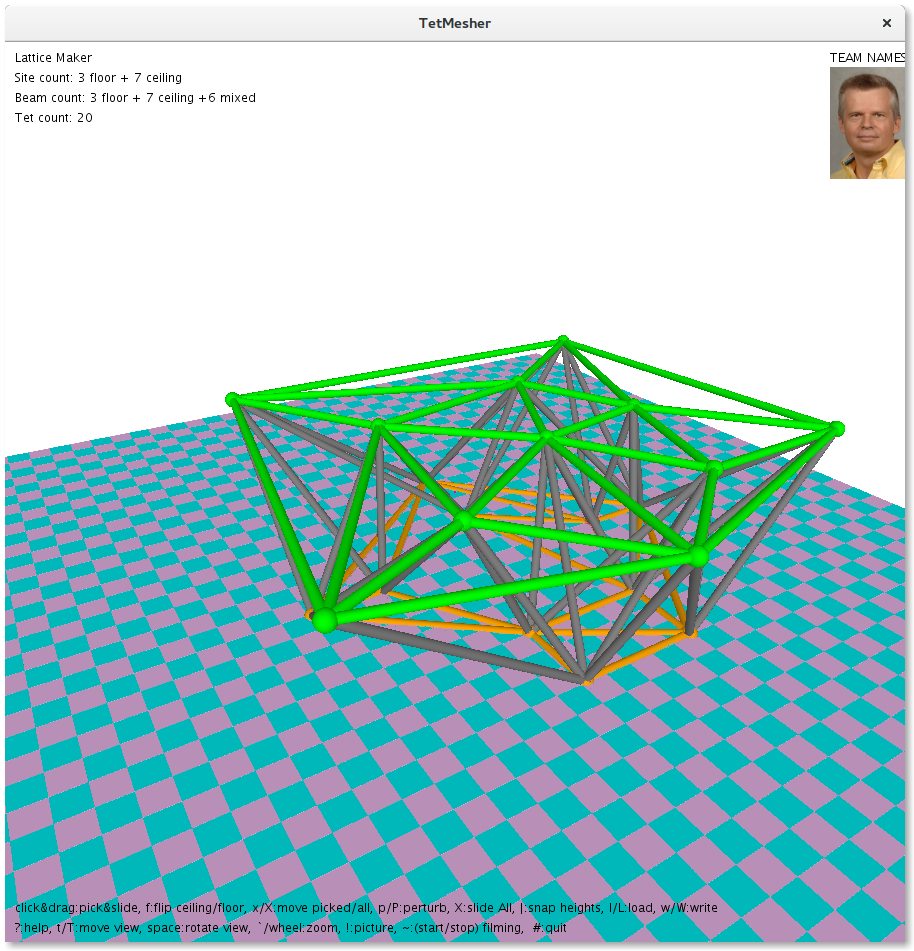 TetMesher
Lattice Maker
TEAM NAMES
Site count: 3 floor + 7 ceiling
Beam count: 3 floor + 7 ceiling +6 mixed
Tet count: 20
click&drag:pick&slide, f:flip ceiling/floor, x/X:move picked/all, p/P:perturb, X:slide All, |:snap heights, l/L:load, w/W:write
?:help, t/T:move view, space:rotate view, `/wheel:zoom, !:picture, ~:(start/stop) filming,  #:quit